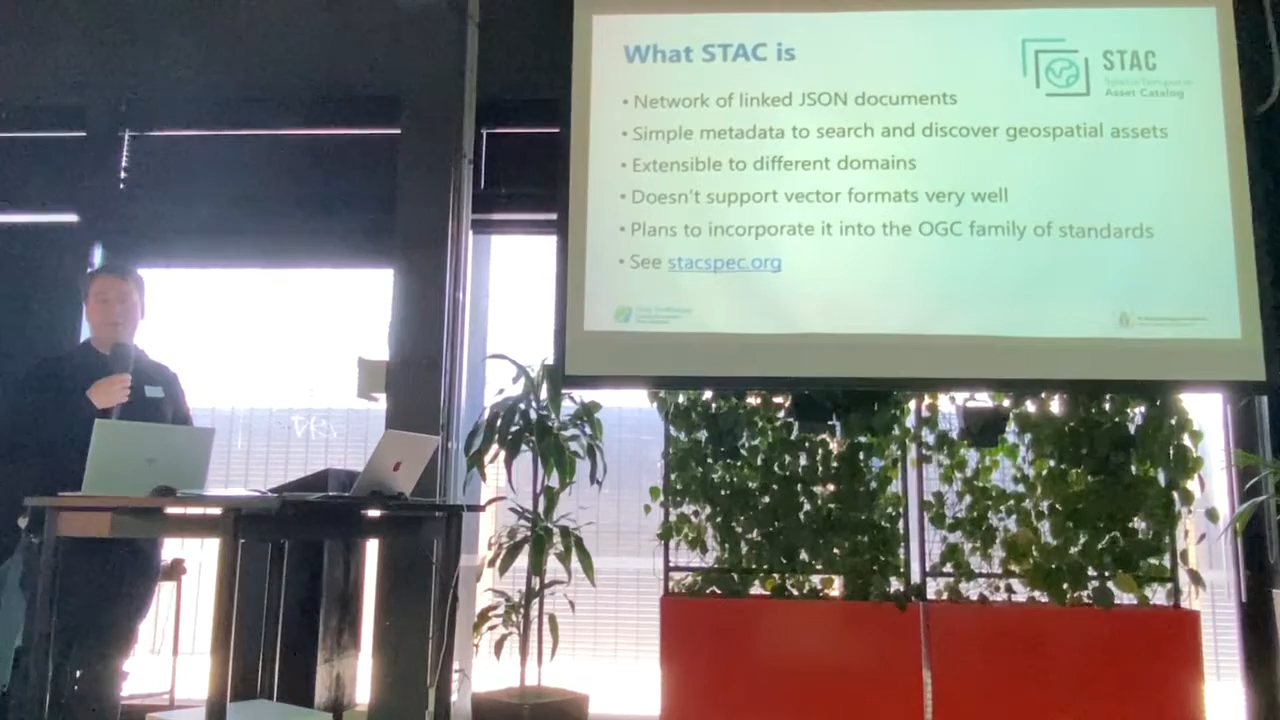 What STAC is
STAC
Asset Catalog
• Network of linked JSON documents
• Simple metadata to search and discover geospatial assets
• Extensible to different domains
• Doesn't support vector formats very well
• Plans to incorporate it into the OGC family of standards
• See stacspec.org